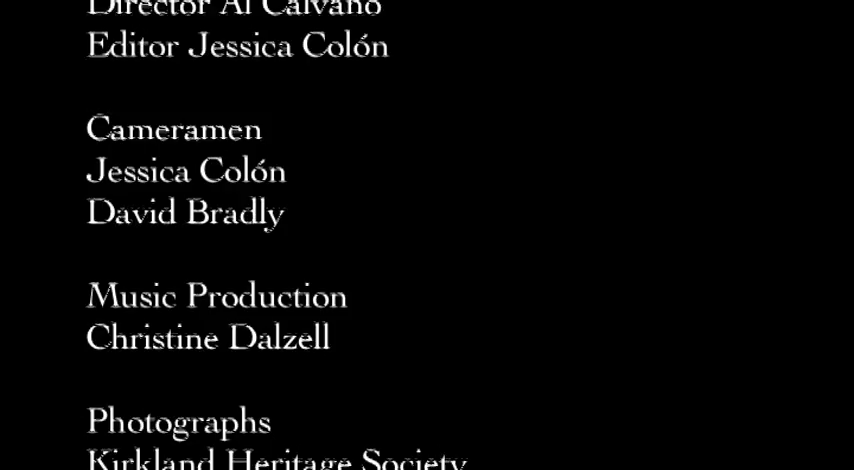 Director Al Calvano
Editor Jessica Colón
Cameramen
Jessica Colón
David Bradly
Music Production
Christine Dalzell
Photographs
Kirkland Heritage Society